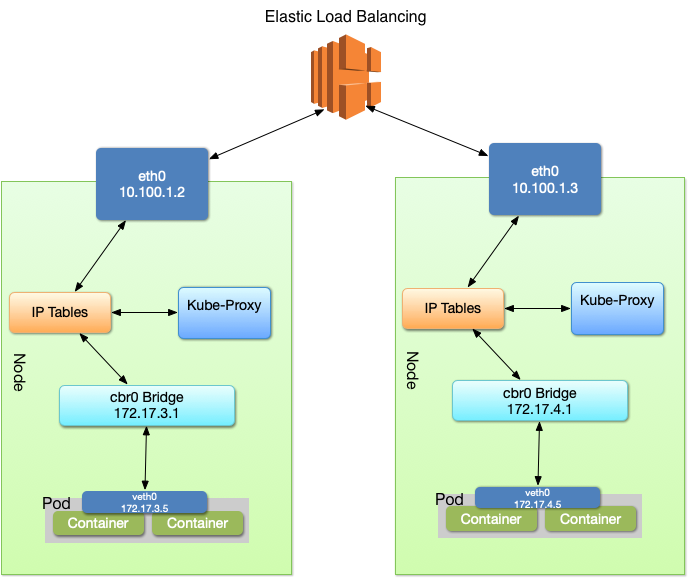 Elastic Load Balancing
eth0
10.100.1.2
IP Tables
Kube-Proxy
Node
cbr0 Bridge
172.17.3.1
Pod
veth0
172.17.3.5
Container
Container
eth0
10.100.1.3
IP Tables
Kube-Proxy
Node
cbr0 Bridge
172.17.4.1
Pod
veth0
172.17.4.5
Container
Container